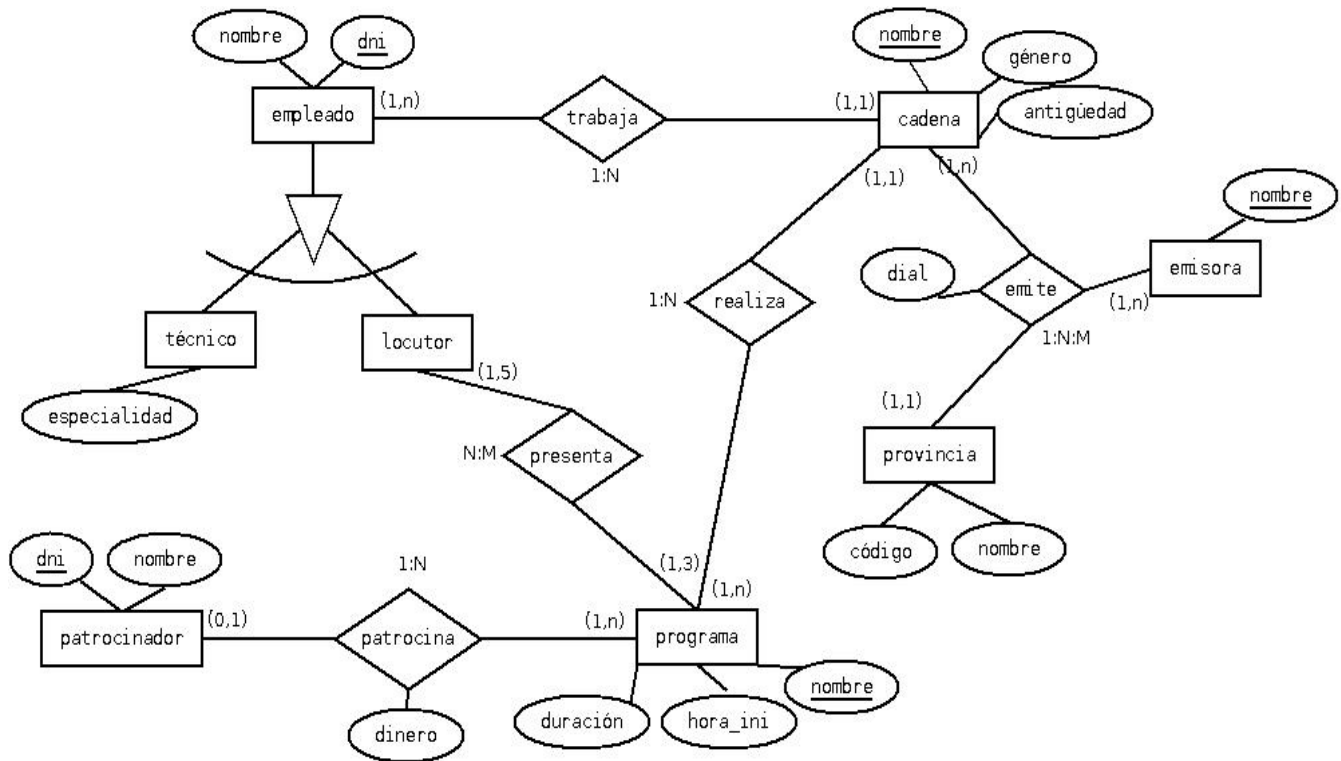 nombre
dni
nombre
género
antigüedad
empleado
(1,n)
trabaja
1:N
(1,1)
cadena
(1,1)
(1,n)
nombre
emisora
dial
emite
(1,n)
1:N:M
1:N
realiza
técnico
locutor
(1,5)
especialidad
N:M
presenta
(1,1)
provincia
código
nombre
dni
nombre
1:N
(1,3)
(1,n)
patrocinador
(0,1)
patrocina
(1,n)
programa
dinero
duración
hora_ini
nombre